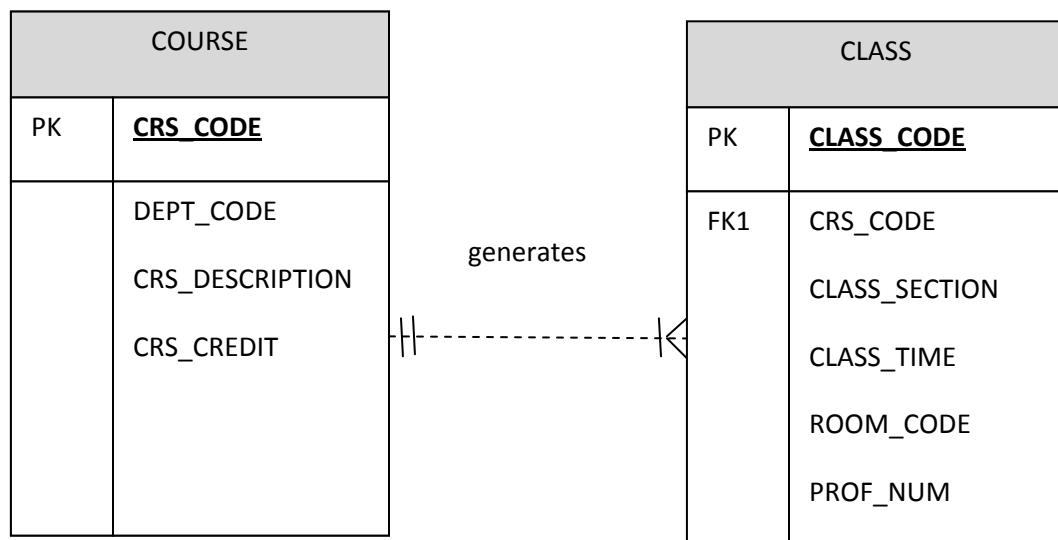 COURSE
PK CRS_CODE
DEPT_CODE
CRS_DESCRIPTION
CRS_CREDIT
generates
CLASS
PK CLASS_CODE
FK1 CRS_CODE
CLASS_SECTION
CLASS_TIME
ROOM_CODE
PROF_NUM